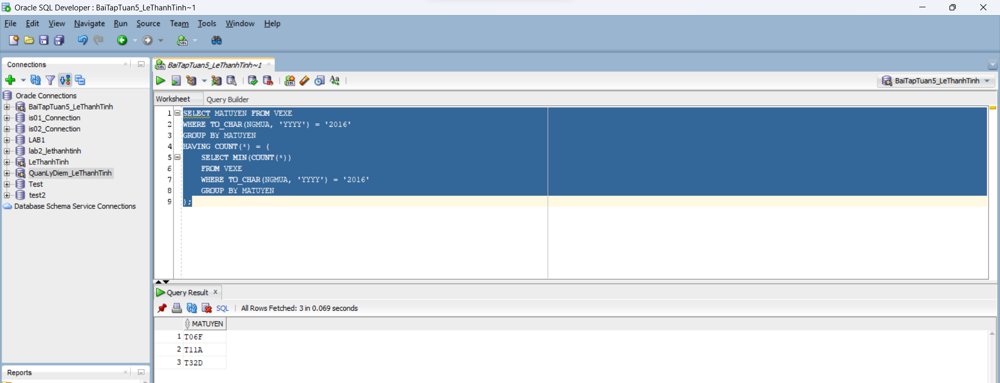 Oracle SQL Developer : BaiTapTuan5_LeThanhTinh~1
File Edit View Navigate Run Source Team Tools Window Help
Connections
Oracle Connections
BaiTapTuan5_LeThanhTinh
is01_Connection
is02_Connection
LAB1
lab2_lethanhtinh
LeThanhTinh
QuanLyDiem_LeThanhTinh
Test
test2
Database Schema Service Connections
Reports
BaiTapTuan5_LeThanhTinh~1
BaiTapTuan5_LeThanhTinh
Worksheet Query Builder
1 SELECT MATUYEN FROM VEXE
2 WHERE TO_CHAR(NGMUA, 'YYYY') = '2016'
3 GROUP BY MATUYEN
4 HAVING COUNT(*) = (
5 SELECT MIN(COUNT(*))
6 FROM VEXE
7 WHERE TO_CHAR(NGMUA, 'YYYY') = '2016'
8 GROUP BY MATUYEN
9 );
Query Result
SQL | All Rows Fetched: 3 in 0.069 seconds
MATUYEN
1 T06F
2 T11A
3 T32D